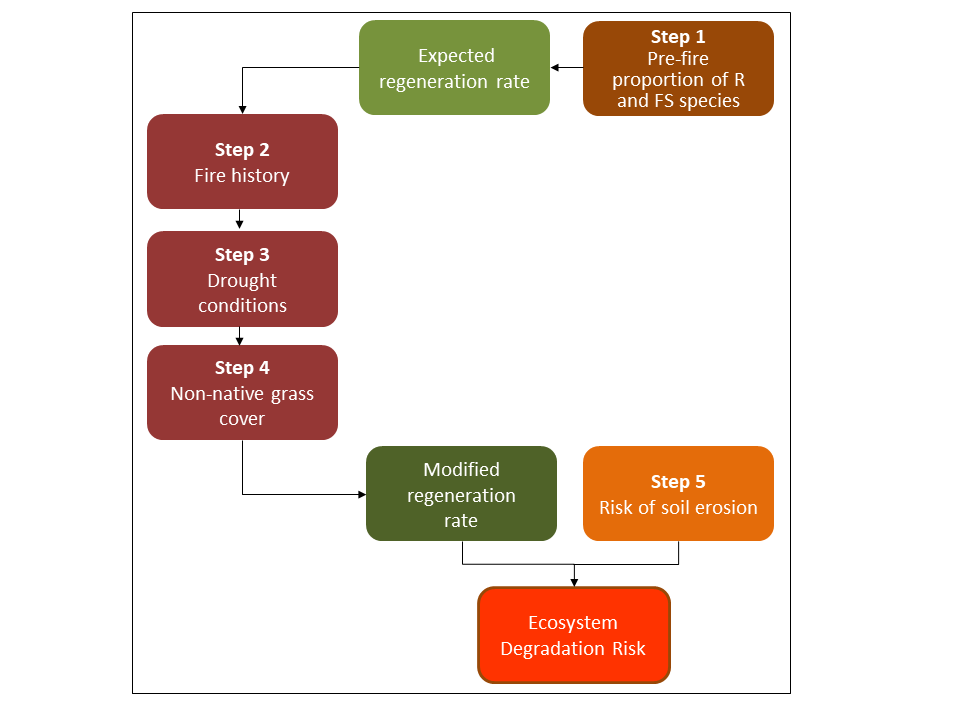 Expected
regeneration rate
Step 1
Pre-fire
proportion of R
and FS species
Step 2
Fire history
Step 3
Drought
conditions
Step 4
Non-native grass
cover
Modified
regeneration
rate
Step 5
Risk of soil erosion
Ecosystem
Degradation Risk